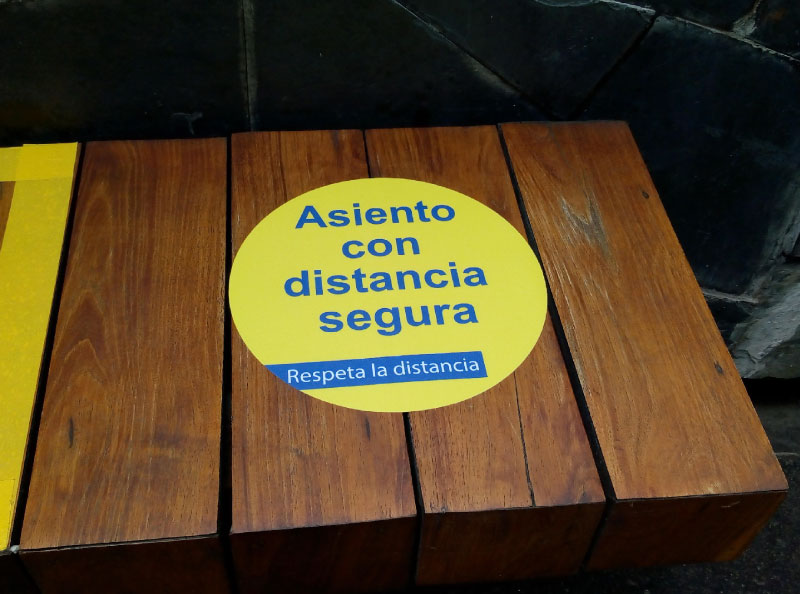 Asiento
con
distancia
segura
Respeta la distancia